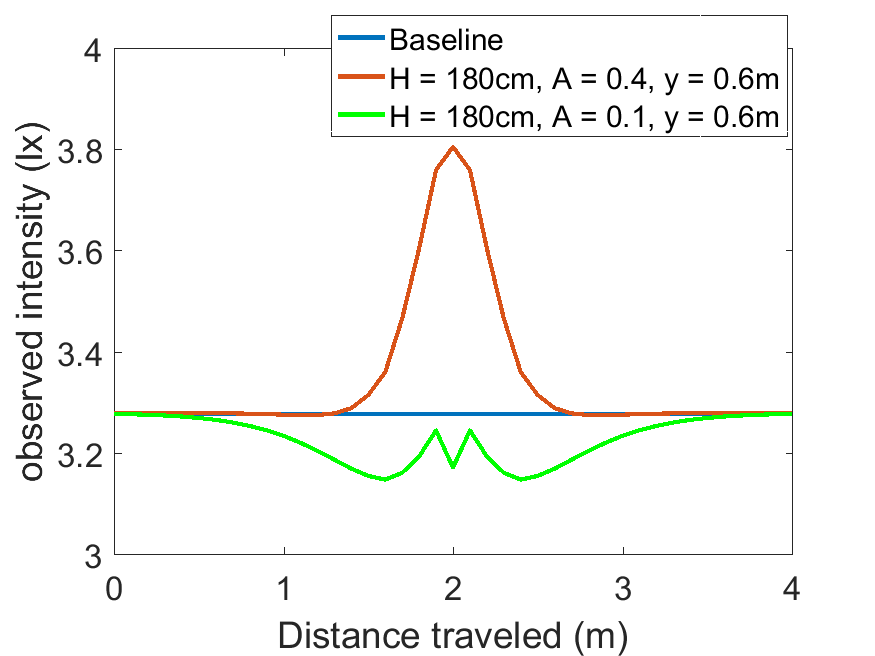 Baseline
H = 180cm, A = 0.4, y = 0.6m
H = 180cm, A = 0.1, y = 0.6m
4
3.8
3.6
3.4
3.2
3
0 1 2 3 4
observed intensity (lx)
Distance traveled (m)